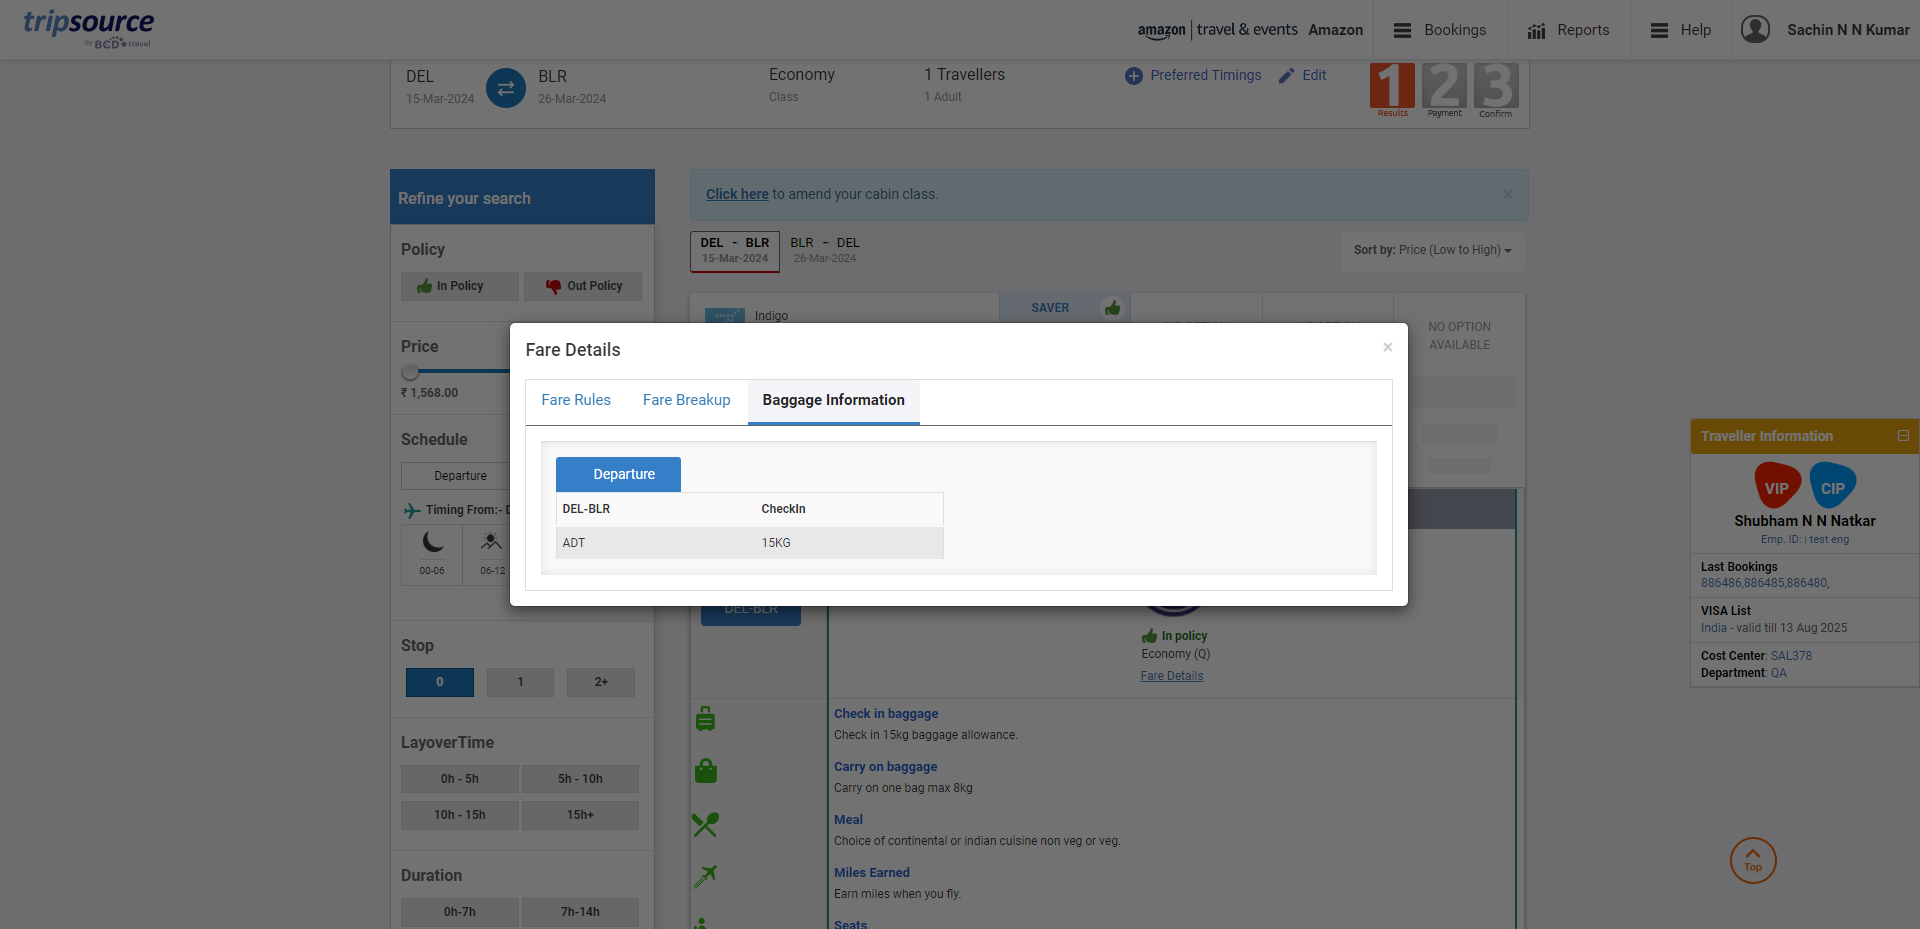 tripsource
by BCD travel
amazon | travel & events Amazon
Bookings
Reports
Help
Sachin N N Kumar
DEL
15-Mar-2024
BLR
26-Mar-2024
Economy
Class
1 Travellers
1 Adult
Preferred Timings
Edit
1
Results
2
Payment
3
Confirm
Refine your search
Policy
In Policy
Out Policy
Price
₹ 1,568.00
Schedule
Departure
Timing From:- D
00-06
06-12
Stop
0
1
2+
LayoverTime
0h - 5h
5h - 10h
10h - 15h
15h+
Duration
0h-7h
7h-14h
Click here to amend your cabin class.
×
DEL - BLR
15-Mar-2024
BLR - DEL
26-Mar-2024
Sort by: Price (Low to High)
Indigo
SAVER
NO OPTION
AVAILABLE
Fare Details
×
Fare Rules
Fare Breakup
Baggage Information
Departure
DEL-BLR
CheckIn
ADT
15KG
DEL-BLR
In policy
Economy (Q)
Fare Details
Check in baggage
Check in 15kg baggage allowance.
Carry on baggage
Carry on one bag max 8kg
Meal
Choice of continental or indian cuisine non veg or veg.
Miles Earned
Earn miles when you fly.
Seats
Traveller Information
VIP
CIP
Shubham N N Natkar
Emp. ID: | test eng
Last Bookings
886486,886485,886480,
VISA List
India - valid till 13 Aug 2025
Cost Center: SAL378
Department: QA
Top